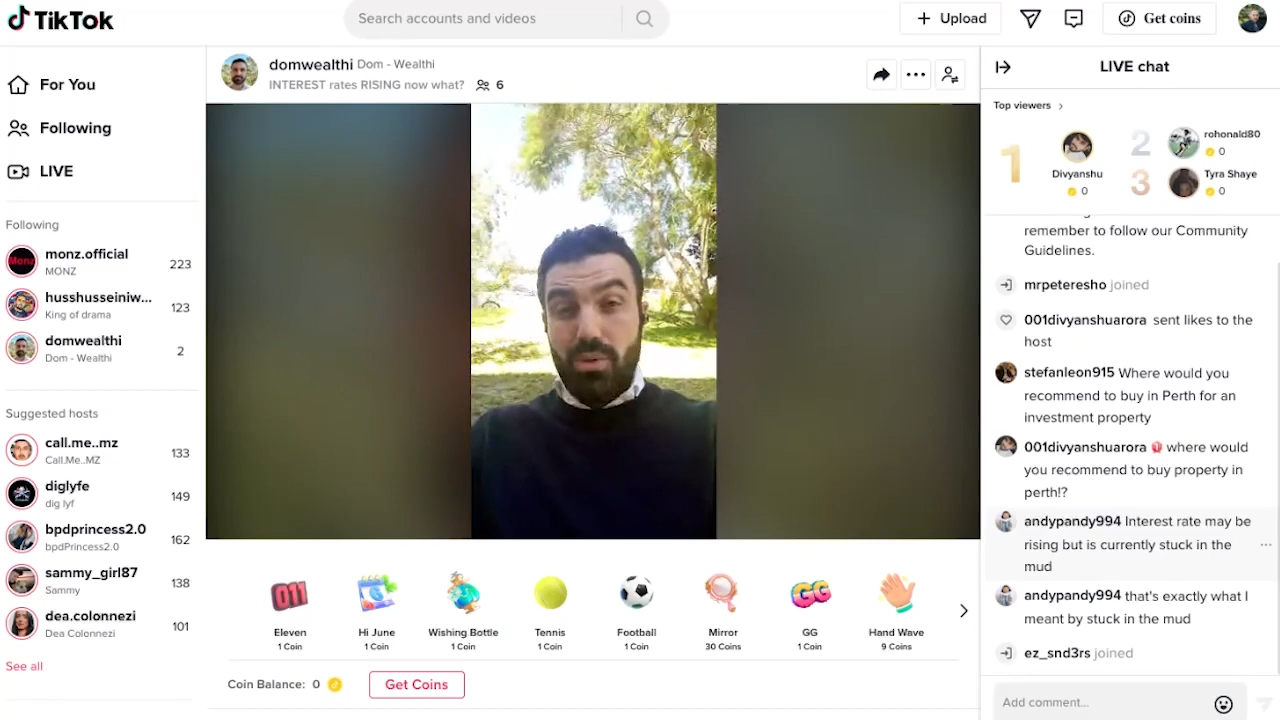 TikTok
Search accounts and videos
Upload
Get coins
For You
Following
LIVE
Following
monz.official
MONZ
223
husshusseiniw...
King of drama
123
domwealthi
Dom - Wealthi
2
Suggested hosts
call.me..mz
Call.Me..MZ
133
diglyfe
dig lyf
149
bpdprincess2.0
bpdPrincess2.0
162
sammy_girl87
Sammy
138
dea.colonnezi
Dea Colonnezi
101
See all
domwealthi Dom - Wealthi
INTEREST rates RISING now what? 6
011
GG
Eleven
1 Coin
Hi June
1 Coin
Wishing Bottle
1 Coin
Tennis
1 Coin
Football
1 Coin
Mirror
30 Coins
GG
1 Coin
Hand Wave
9 Coins
Coin Balance: 0
Get Coins
LIVE chat
Top viewers
1
Divyanshu
0
2
rohonald80
0
3
Tyra Shaye
0
remember to follow our Community
Guidelines.
mrpeteresho joined
001divyanshuarora sent likes to the
host
stefanleon915 Where would you
recommend to buy in Perth for an
investment property
001divyanshuarora where would
you recommend to buy property in
perth!?
andypandy994 Interest rate may be
rising but is currently stuck in the
mud
andypandy994 that's exactly what I
meant by stuck in the mud
ez_snd3rs joined
Add comment...